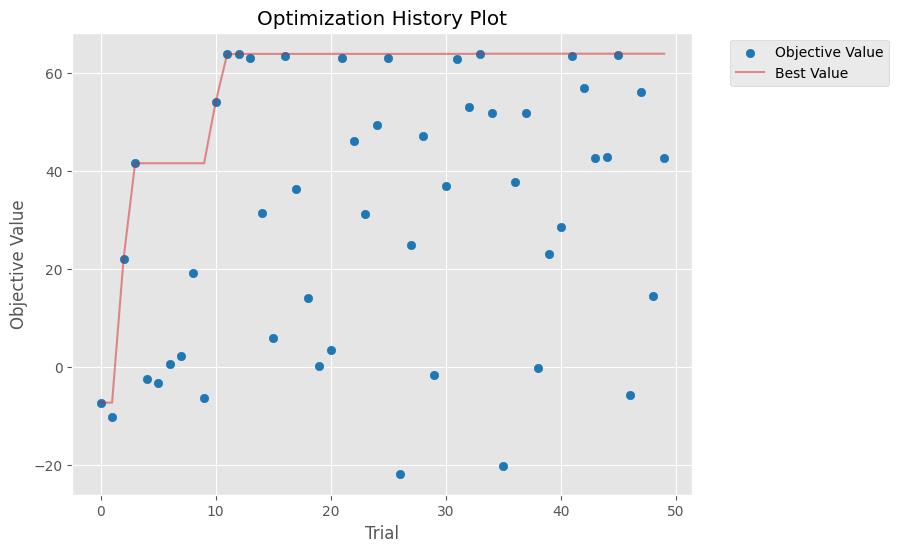 Optimization History Plot
Objective Value
Best Value
Objective Value
60
40
20
0
−20
0 10 20 30 40 50
Trial